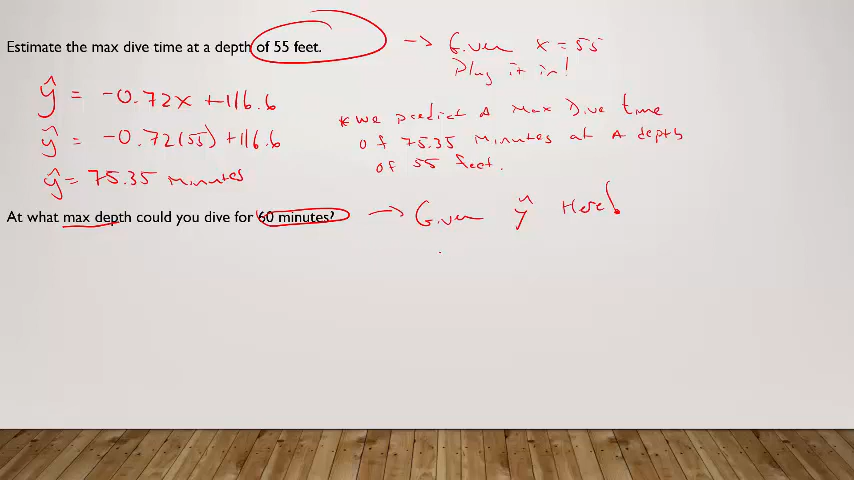 Estimate the max dive time at a depth of 55 feet. → Given x = 55
Plug it in!
ŷ = -0.72x + 116.6
*We predict A Max Dive time
ŷ = -0.72(55) + 116.6
of 75.35 Minutes at A depth
of 55 feet.
ŷ = 75.35 minutes
At what max depth could you dive for 60 minutes? → Given ŷ Here!